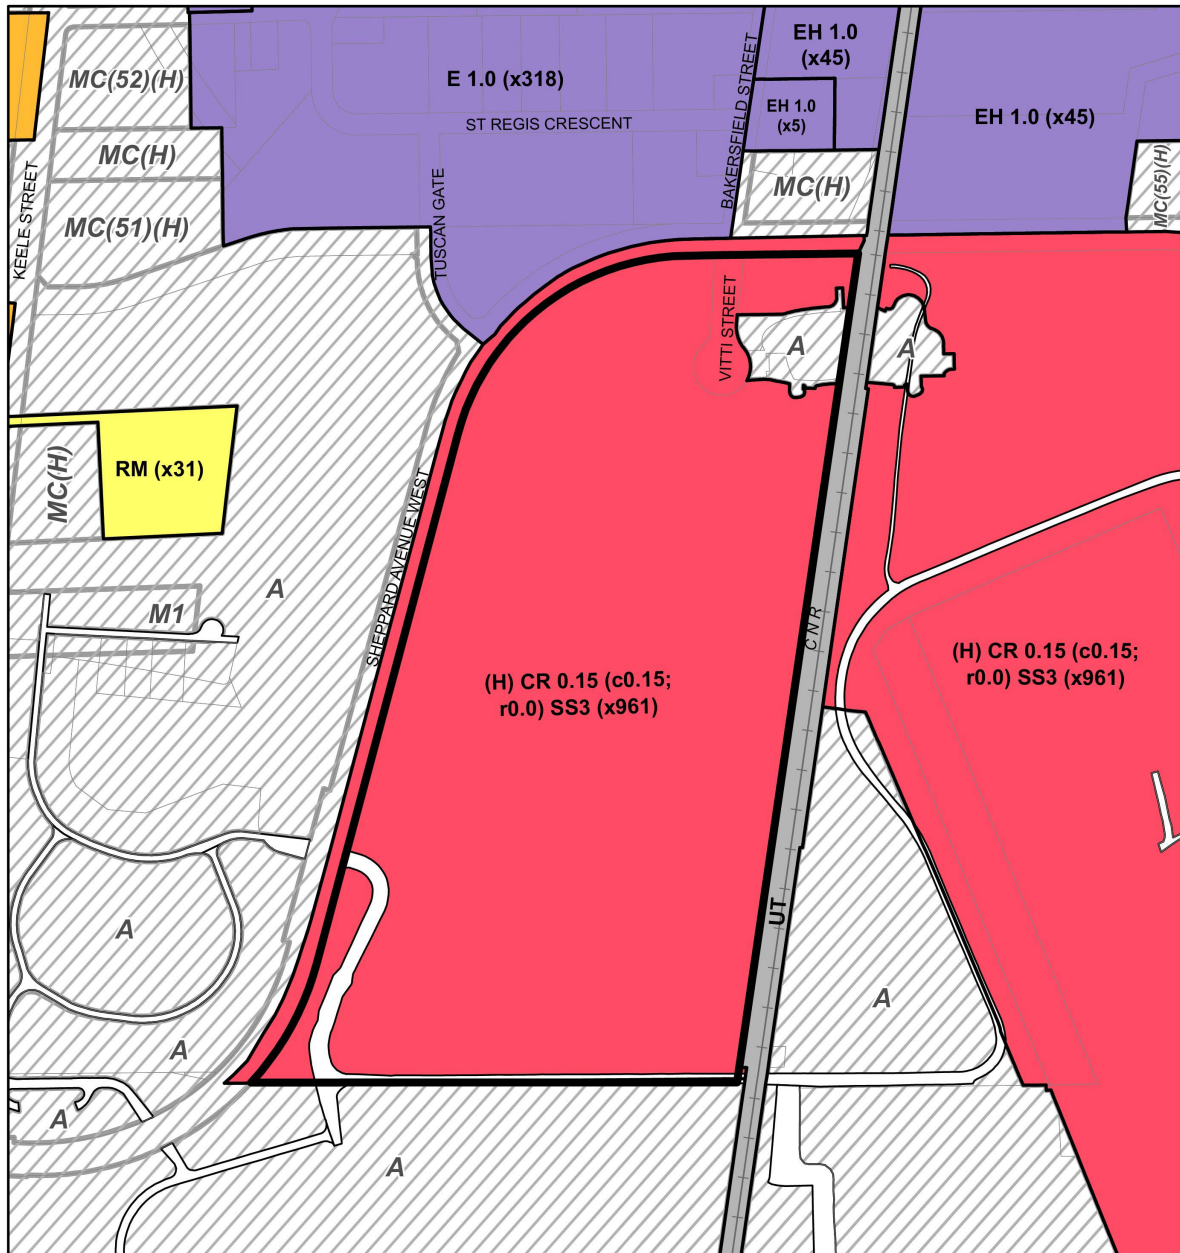 MC(52)(H)
E 1.0 (x318)
EH 1.0
(x45)
EH 1.0
(x5)
EH 1.0 (x45)
ST REGIS CRESCENT
BAKERSFIELD STREET
MC(H)
MC(H)
MC(55)(H)
KEELE STREET
MC(51)(H)
TUSCAN GATE
VITTI STREET
A
A
MC(H)
RM (x31)
SHEPPARD AVENUE WEST
A
M1
CNR
(H) CR 0.15 (c0.15;
r0.0) SS3 (x961)
(H) CR 0.15 (c0.15;
r0.0) SS3 (x961)
UT
A
A
A
A
A